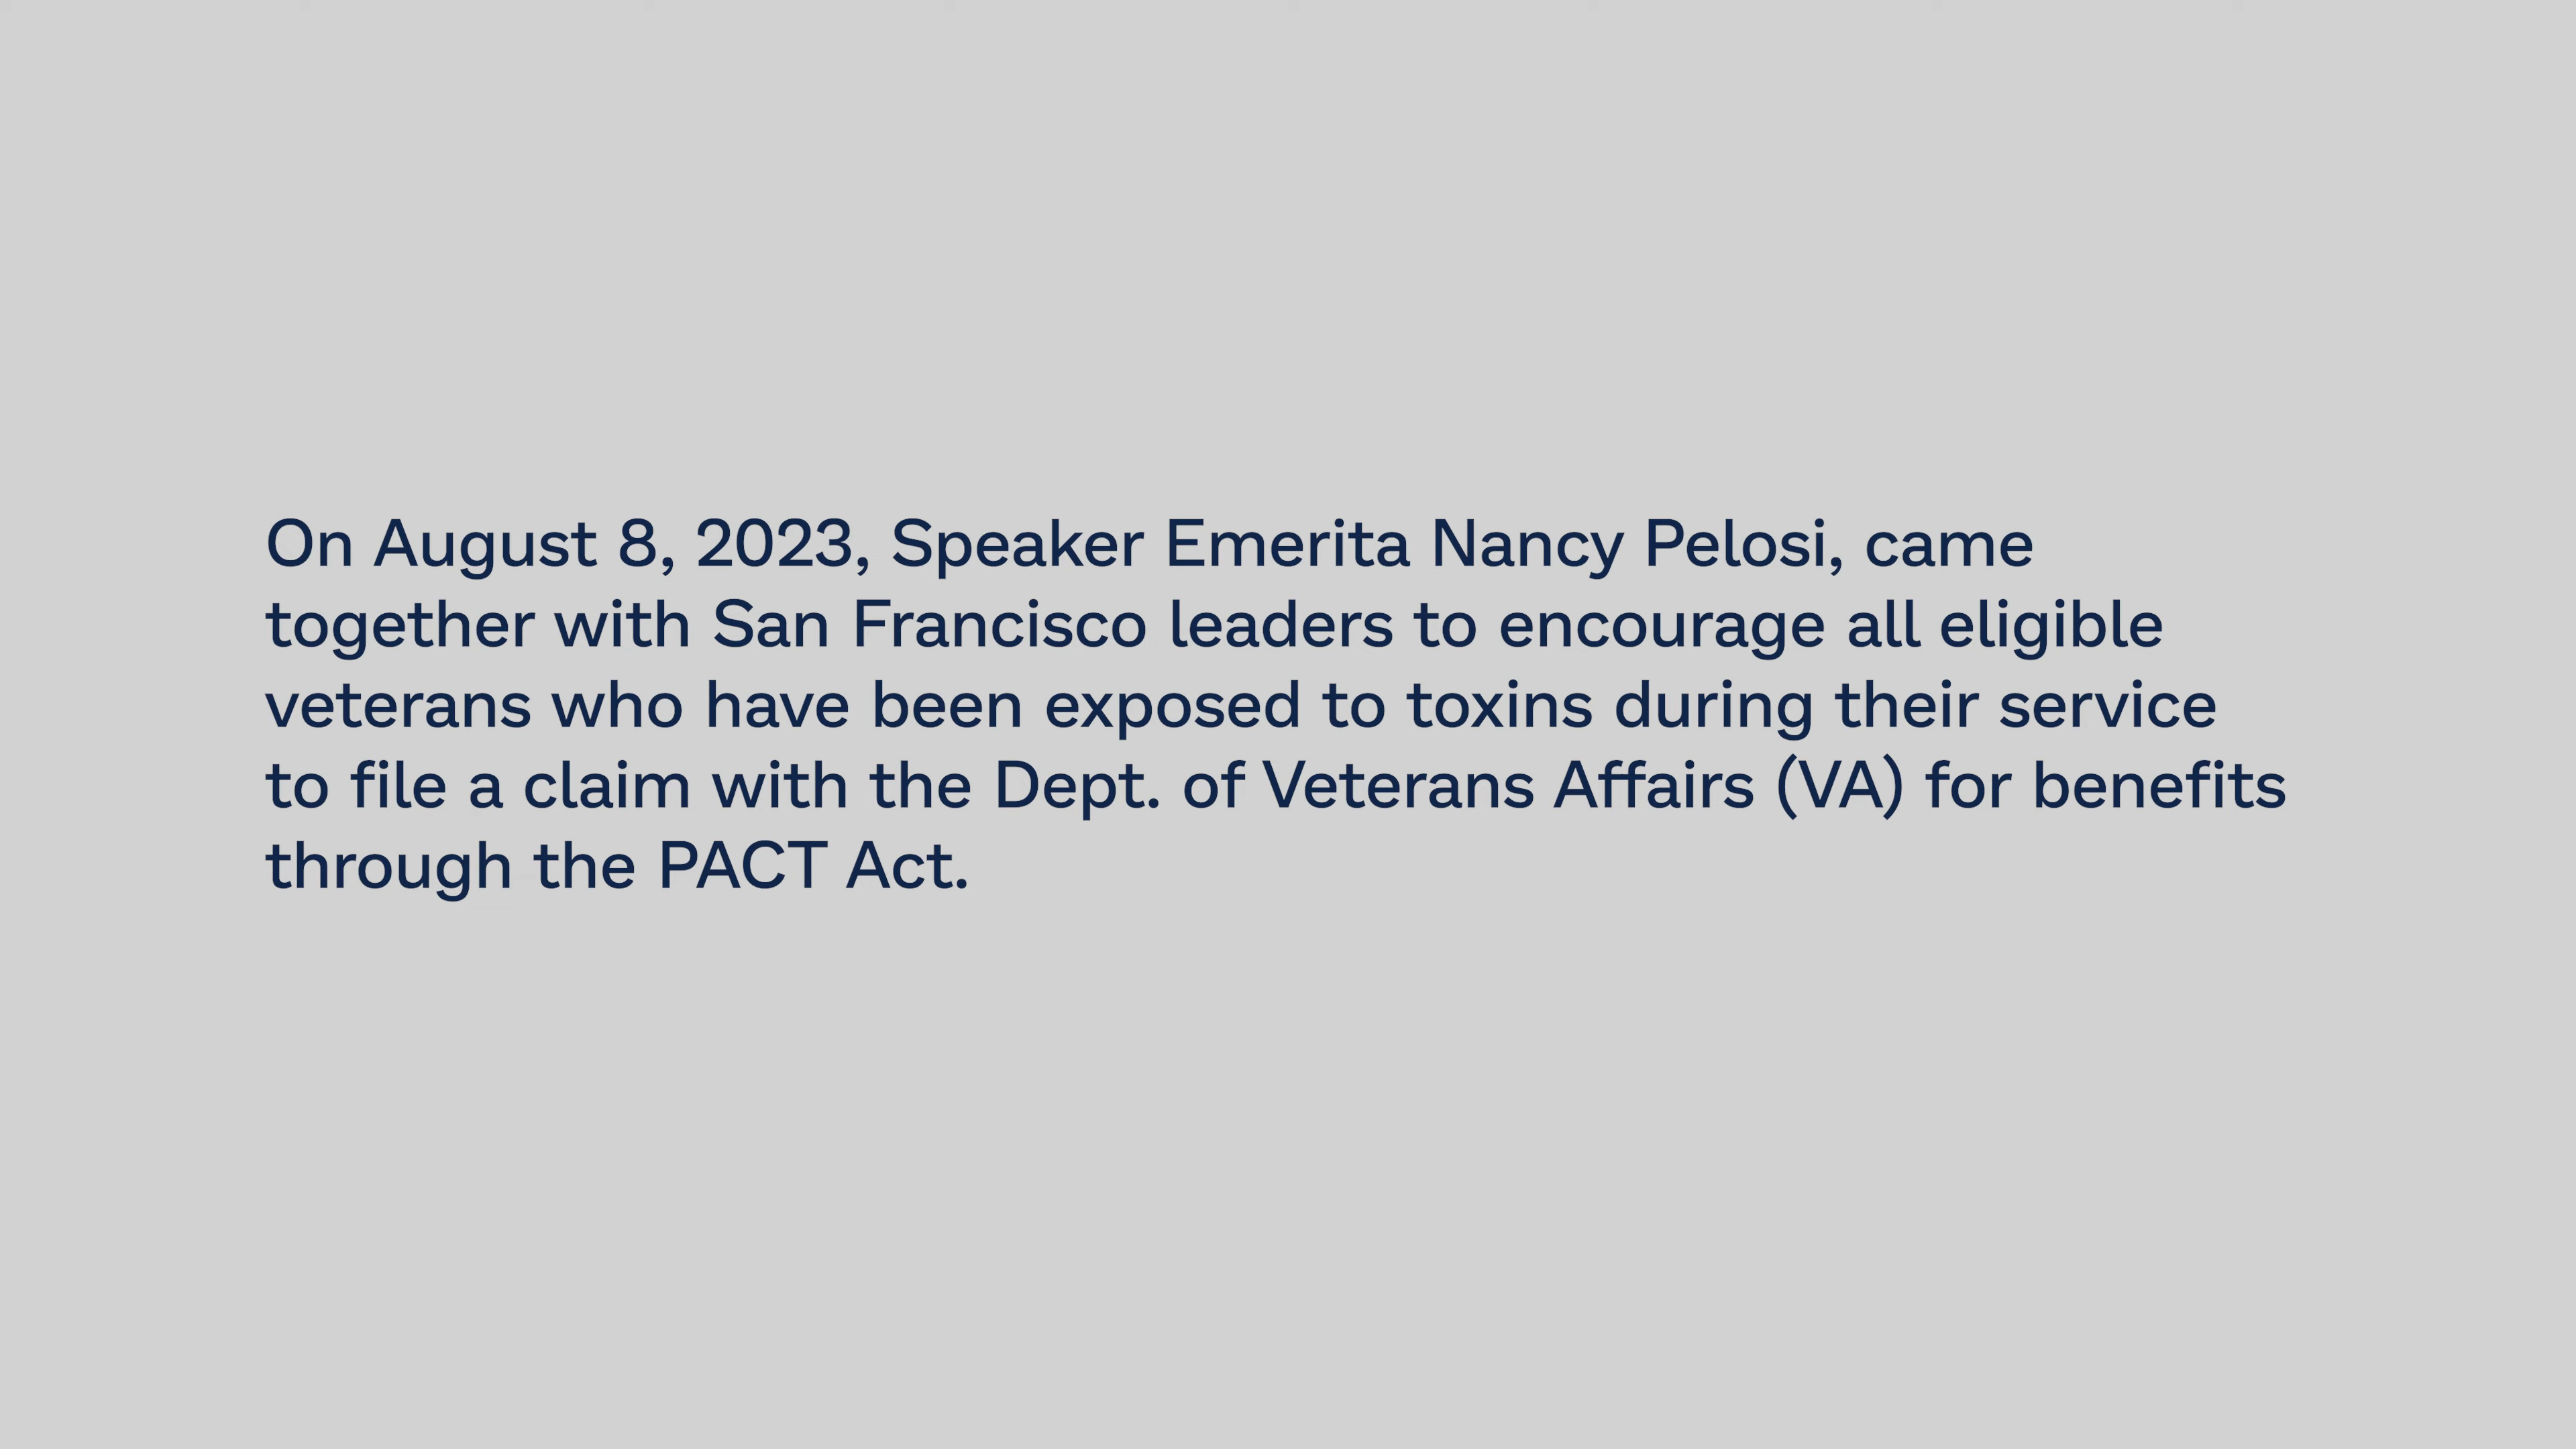 On August 8, 2023, Speaker Emerita Nancy Pelosi, came
together with San Francisco leaders to encourage all eligible
veterans who have been exposed to toxins during their service
to file a claim with the Dept. of Veterans Affairs (VA) for benefits
through the PACT Act.